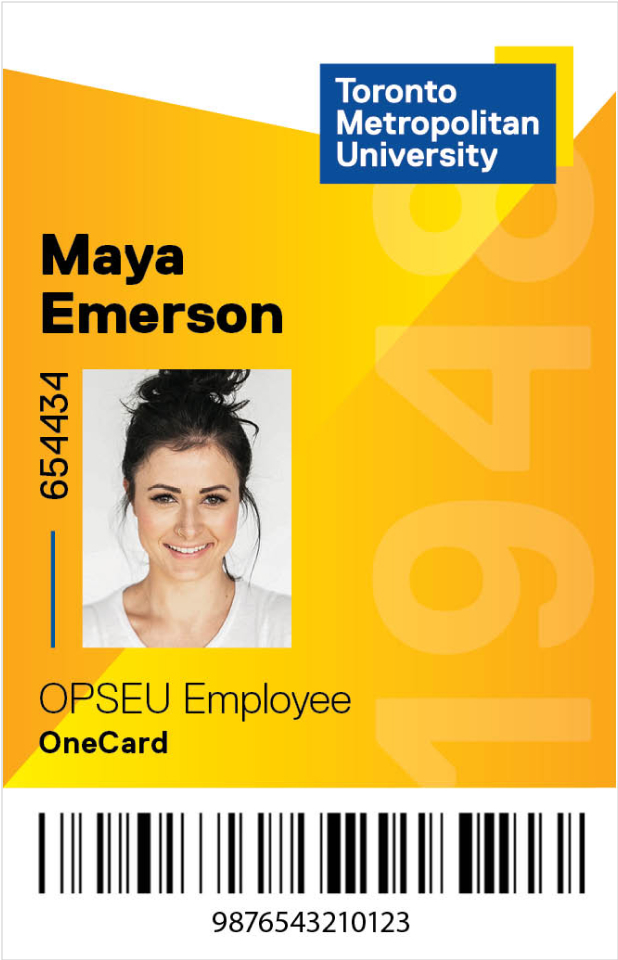 Toronto
Metropolitan
University
Maya
Emerson
654434
1948
OPSEU Employee
OneCard
9876543210123